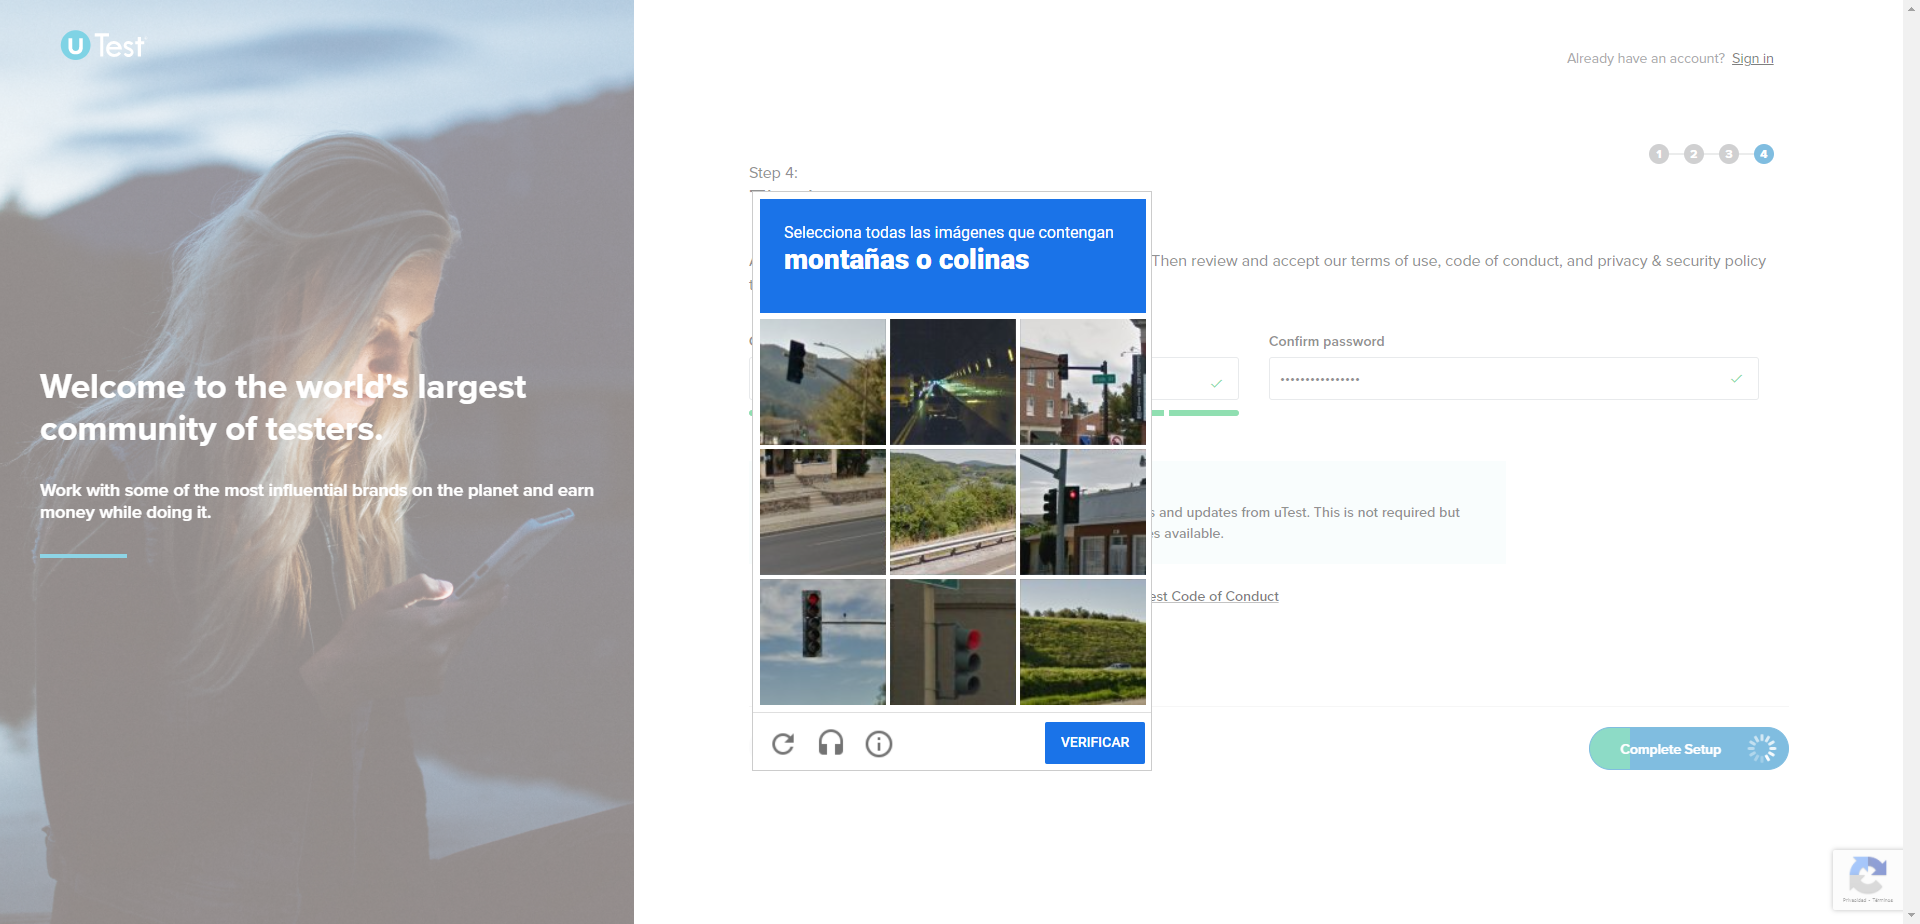 U Test
Already have an account? Sign in
1 2 3 4
Step 4:
Selecciona todas las imágenes que contengan
montañas o colinas
Then review and accept our terms of use, code of conduct, and privacy & security policy
Confirm password
••••••••••••••••
Welcome to the world's largest
community of testers.
Work with some of the most influential brands on the planet and earn
money while doing it.
and updates from uTest. This is not required but
available.
est Code of Conduct
VERIFICAR
Complete Setup
Privacidad - Términos